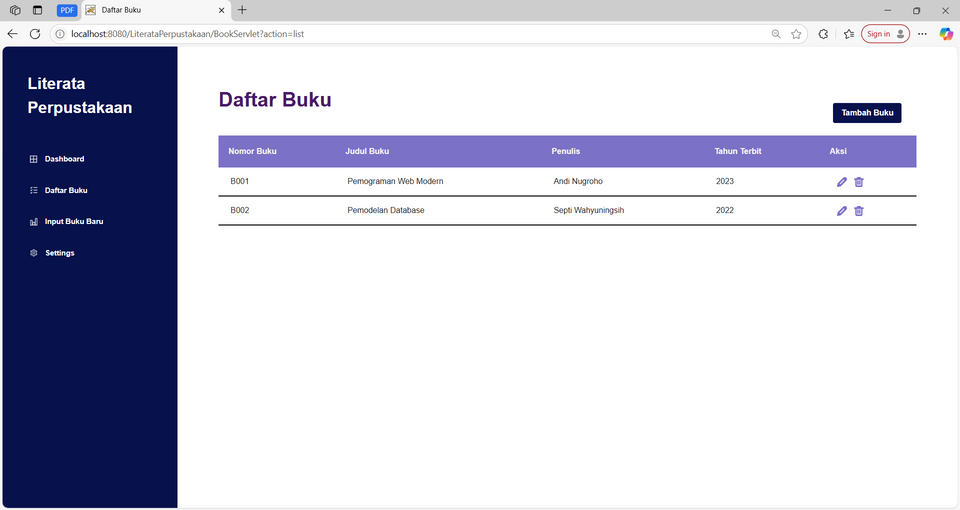 PDF
Daftar Buku
localhost:8080/LiterataPerpustakaan/BookServlet?action=list
Sign in
Literata
Perpustakaan
Dashboard
Daftar Buku
Input Buku Baru
Settings
Daftar Buku
Tambah Buku
Nomor Buku Judul Buku Penulis Tahun Terbit Aksi
B001 Pemograman Web Modern Andi Nugroho 2023
B002 Pemodelan Database Septi Wahyuningsih 2022